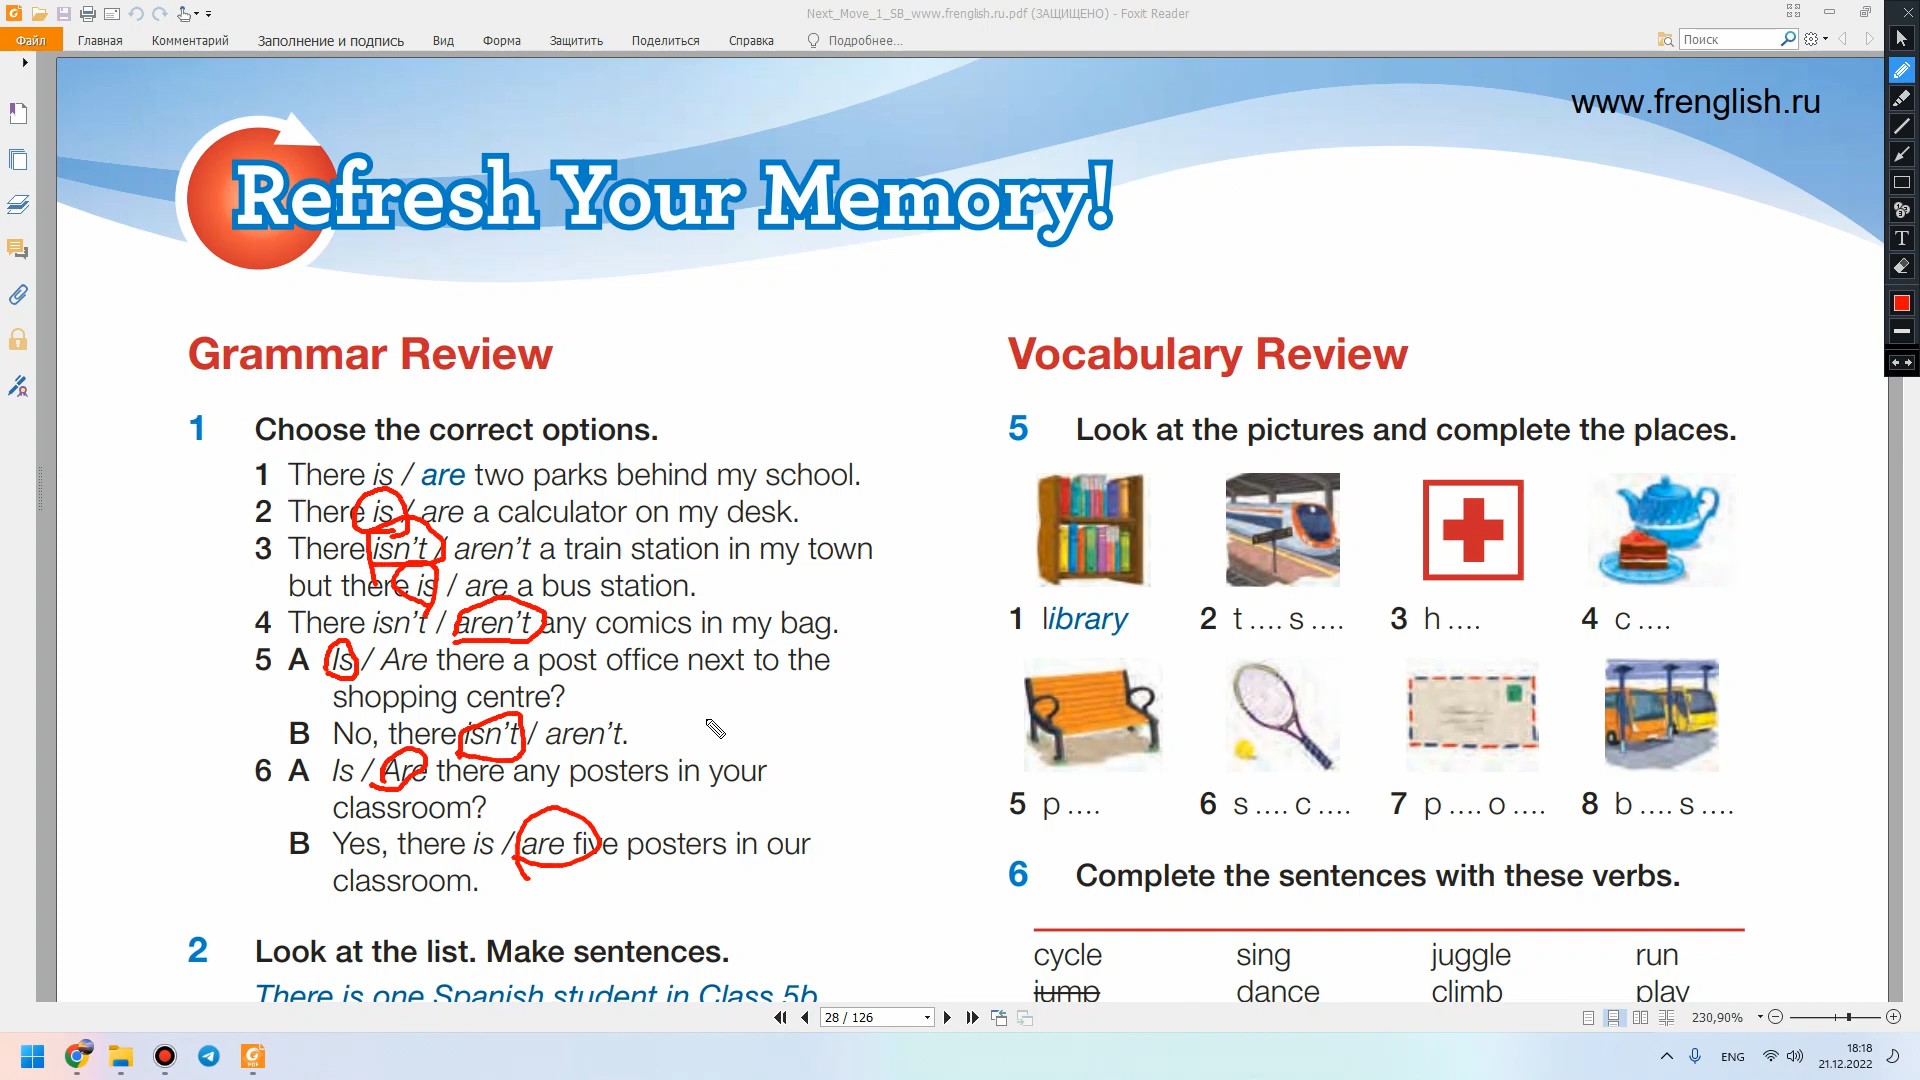 Next_Move_1_SB_www.frenglish.ru.pdf (ЗАЩИЩЕНО) - Foxit Reader
Файл Главная Комментарий Заполнение и подпись Вид Форма Защитить Поделиться Справка Подробнее... Поиск
www.frenglish.ru
Refresh Your Memory!
Grammar Review
1 Choose the correct options.
1 There is / are two parks behind my school.
2 There is / are a calculator on my desk.
3 There isn't / aren't a train station in my town
but there is / are a bus station.
4 There isn't / aren't any comics in my bag.
5 A Is / Are there a post office next to the
shopping centre?
B No, there isn't / aren't.
6 A Is / Are there any posters in your
classroom?
B Yes, there is / are five posters in our
classroom.
2 Look at the list. Make sentences.
There is one Spanish student in Class 5b
Vocabulary Review
5 Look at the pictures and complete the places.
1 library 2 t .... s .... 3 h .... 4 c ....
5 p .... 6 s .... c .... 7 p .... o .... 8 b .... s ....
6 Complete the sentences with these verbs.
cycle sing juggle run
jump dance climb play
28 / 126
230,90%
ENG
18:18
21.12.2022